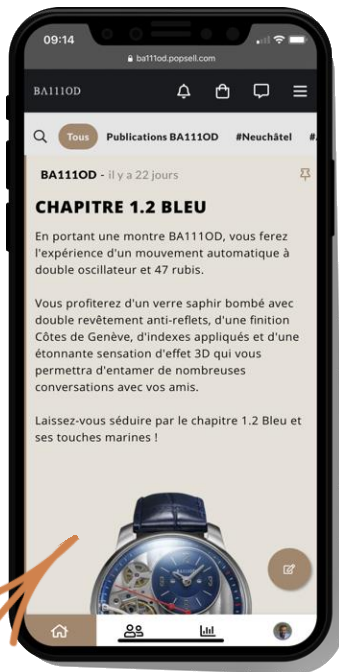 09:14
ba111od.popsell.com
BA111OD
Tous Publications BA111OD #Neuchâtel
BA111OD - il y a 22 jours
CHAPITRE 1.2 BLEU
En portant une montre BA111OD, vous ferez
l'expérience d'un mouvement automatique à
double oscillateur et 47 rubis.
Vous profiterez d'un verre saphir bombé avec
double revêtement anti-reflets, d'une finition
Côtes de Genève, d'indexes appliqués et d'une
étonnante sensation d'effet 3D qui vous
permettra d'entamer de nombreuses
conversations avec vos amis.
Laissez-vous séduire par le chapitre 1.2 Bleu et
ses touches marines !